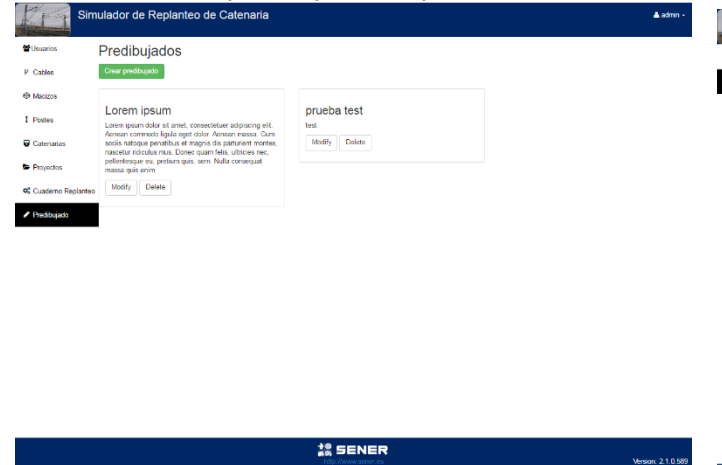 Simulador de Replanteo de Catenaria
admin
Usuarios
Cables
Macizos
Postes
Catenarias
Proyectos
Cuaderno Replanteo
Predibujado
Predibujados
Crear predibujado
Lorem ipsum
Lorem ipsum dolor sit amet, consectetuer adipiscing elit.
Aenean commodo ligula eget dolor. Aenean massa. Cum
sociis natoque penatibus et magnis dis parturient montes,
nascetur ridiculus mus. Donec quam felis, ultricies nec,
pellentesque eu, pretium quis, sem. Nulla consequat
massa quis enim
Modify Delete
prueba test
test
Modify Delete
SENER
http://www.sener.es
Version: 2.1.0.589